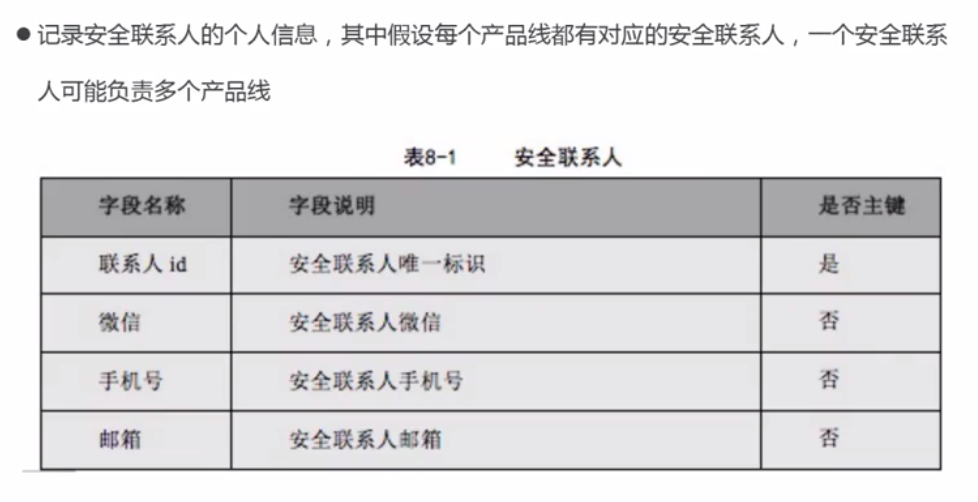 ● 记录安全联系人的个人信息，其中假设每个产品线都有对应的安全联系人，一个安全联系
人可能负责多个产品线
表8-1 安全联系人
字段名称 字段说明 是否主键
联系人 id 安全联系人唯一标识 是
微信 安全联系人微信 否
手机号 安全联系人手机号 否
邮箱 安全联系人邮箱 否